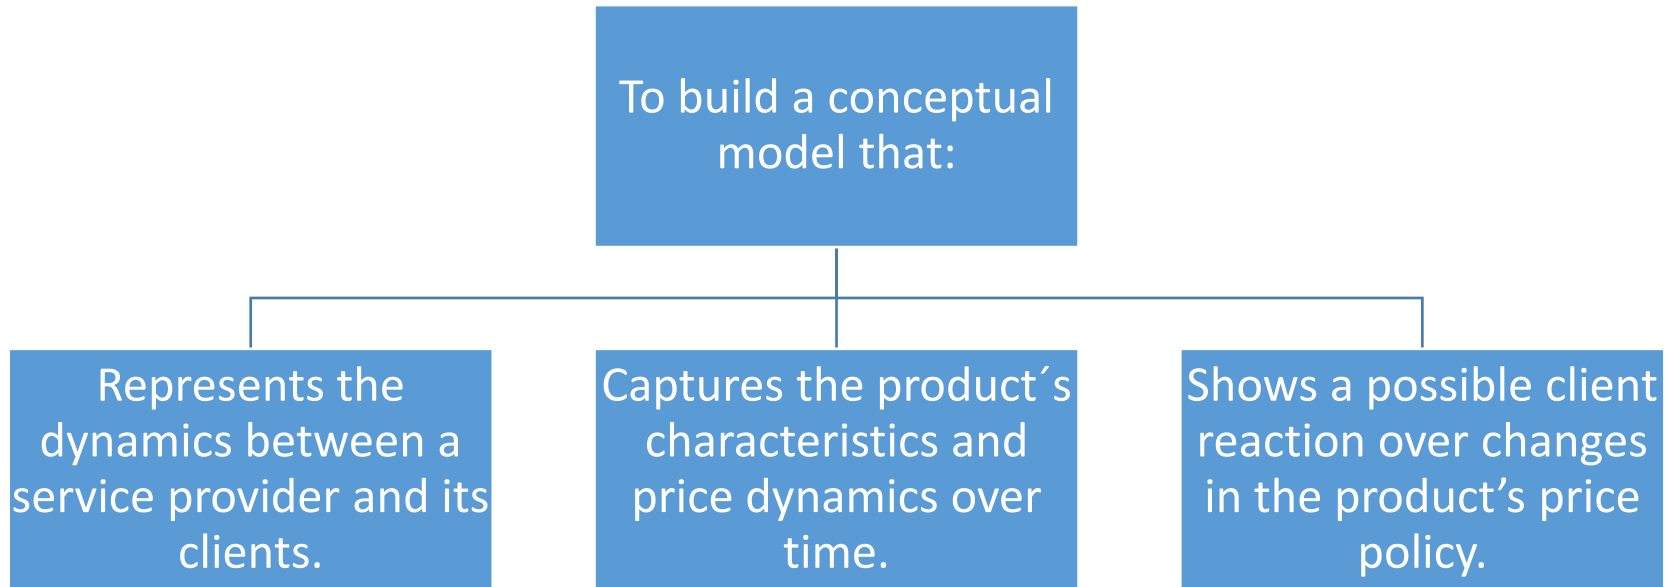 To build a conceptual
model that:
Represents the
dynamics between a
service provider and its
clients.
Captures the product´s
characteristics and
price dynamics over
time.
Shows a possible client
reaction over changes
in the product’s price
policy.